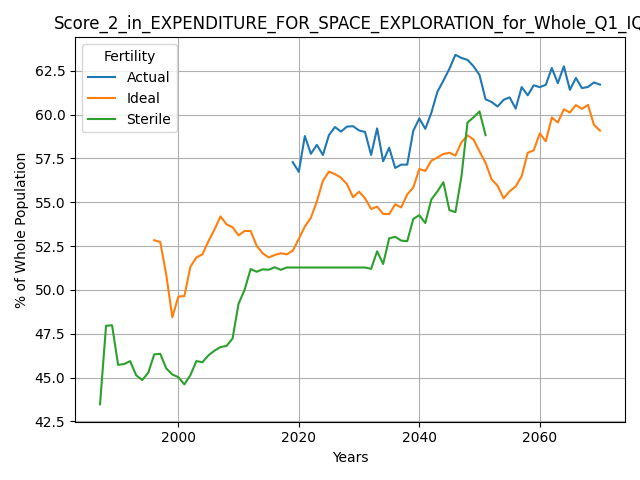 Score_2_in_EXPENDITURE_FOR_SPACE_EXPLORATION_for_Whole_Q1_IQ
Fertility
Actual
Ideal
Sterile
% of Whole Population
62.5
60.0
57.5
55.0
52.5
50.0
47.5
45.0
42.5
2000 2020 2040 2060
Years